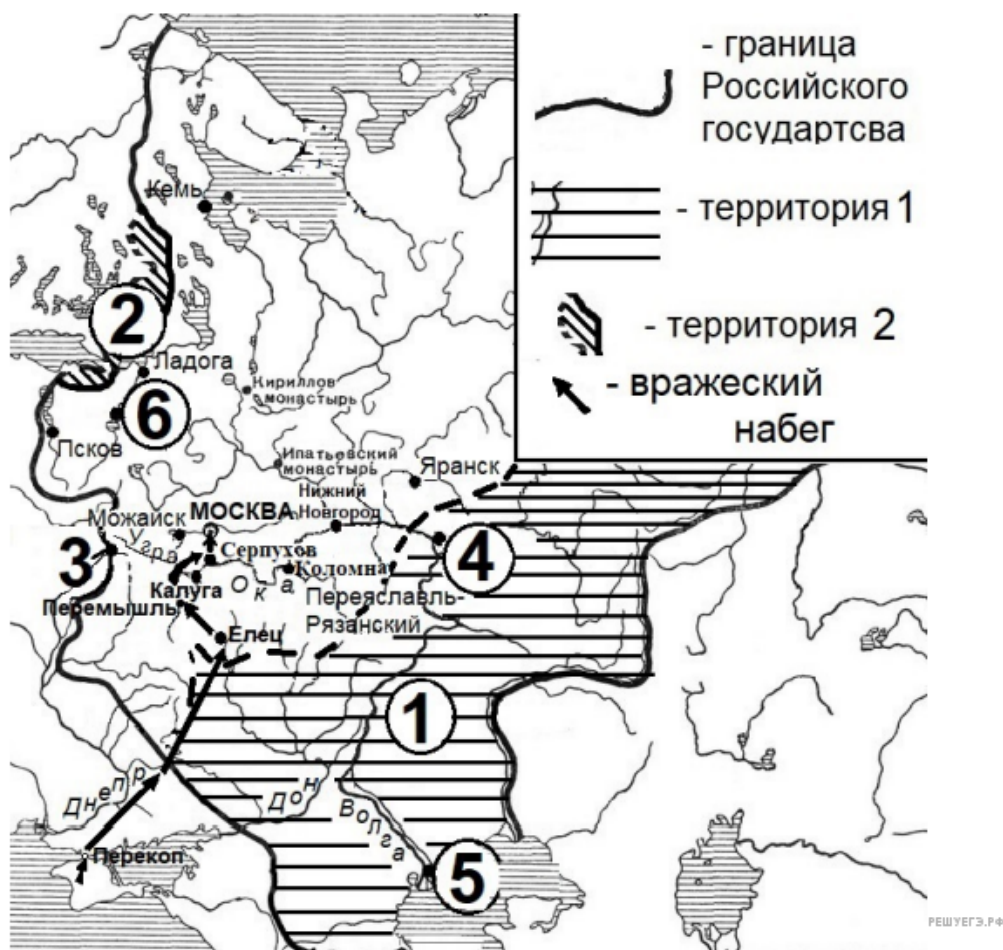 - граница
Российского
государтсва
- территория 1
- территория 2
- вражеский
набег
Кемь
2
Ладога
6
Кириллов
монастырь
Псков
Ипатьевский
монастырь
Яранск
Нижний
Новгород
МОСКВА
Можайск
Угра
3
4
Серпухов
Коломна
Калуга
Ока
Переяславль-
Рязанский
Перемышль
Елец
1
Днепр
Дон
Волга
Перекоп
5
РЕШУЕГЭ.РФ